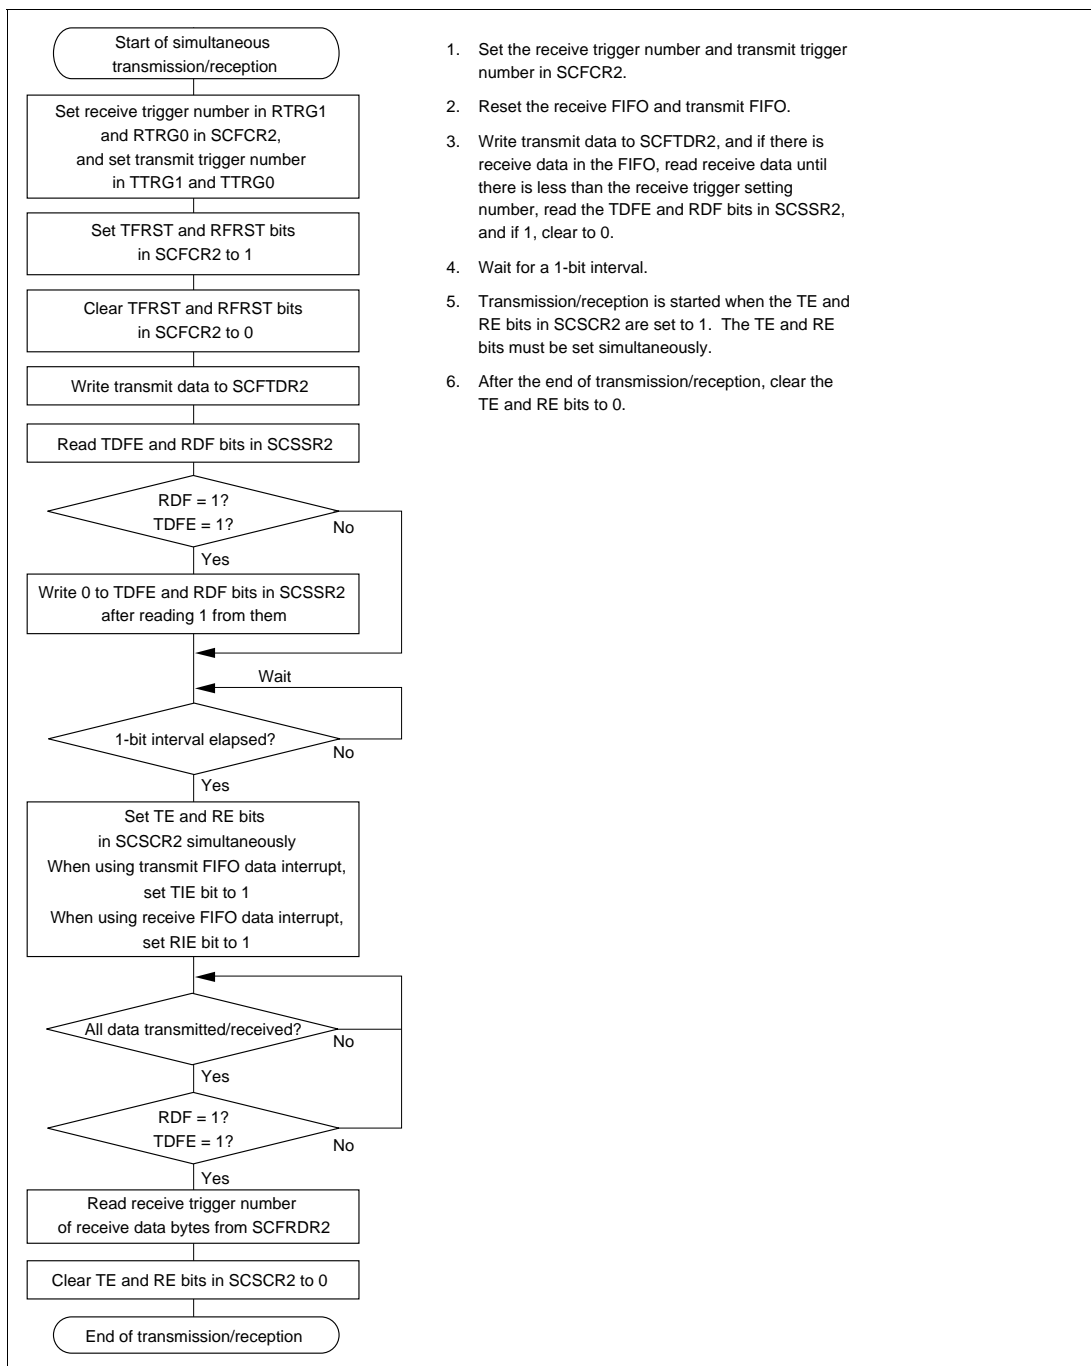 Start of simultaneous
transmission/reception
Set receive trigger number in RTRG1
and RTRG0 in SCFCR2,
and set transmit trigger number
in TTRG1 and TTRG0
Set TFRST and RFRST bits
in SCFCR2 to 1
Clear TFRST and RFRST bits
in SCFCR2 to 0
Write transmit data to SCFTDR2
Read TDFE and RDF bits in SCSSR2
RDF = 1?
TDFE = 1?
No
Yes
Write 0 to TDFE and RDF bits in SCSSR2
after reading 1 from them
Wait
1-bit interval elapsed?
No
Yes
Set TE and RE bits
in SCSCR2 simultaneously
When using transmit FIFO data interrupt,
set TIE bit to 1
When using receive FIFO data interrupt,
set RIE bit to 1
All data transmitted/received?
No
Yes
RDF = 1?
TDFE = 1?
No
Yes
Read receive trigger number
of receive data bytes from SCFRDR2
Clear TE and RE bits in SCSCR2 to 0
End of transmission/reception
1. Set the receive trigger number and transmit trigger
number in SCFCR2.
2. Reset the receive FIFO and transmit FIFO.
3. Write transmit data to SCFTDR2, and if there is
receive data in the FIFO, read receive data until
there is less than the receive trigger setting
number, read the TDFE and RDF bits in SCSSR2,
and if 1, clear to 0.
4. Wait for a 1-bit interval.
5. Transmission/reception is started when the TE and
RE bits in SCSCR2 are set to 1. The TE and RE
bits must be set simultaneously.
6. After the end of transmission/reception, clear the
TE and RE bits to 0.